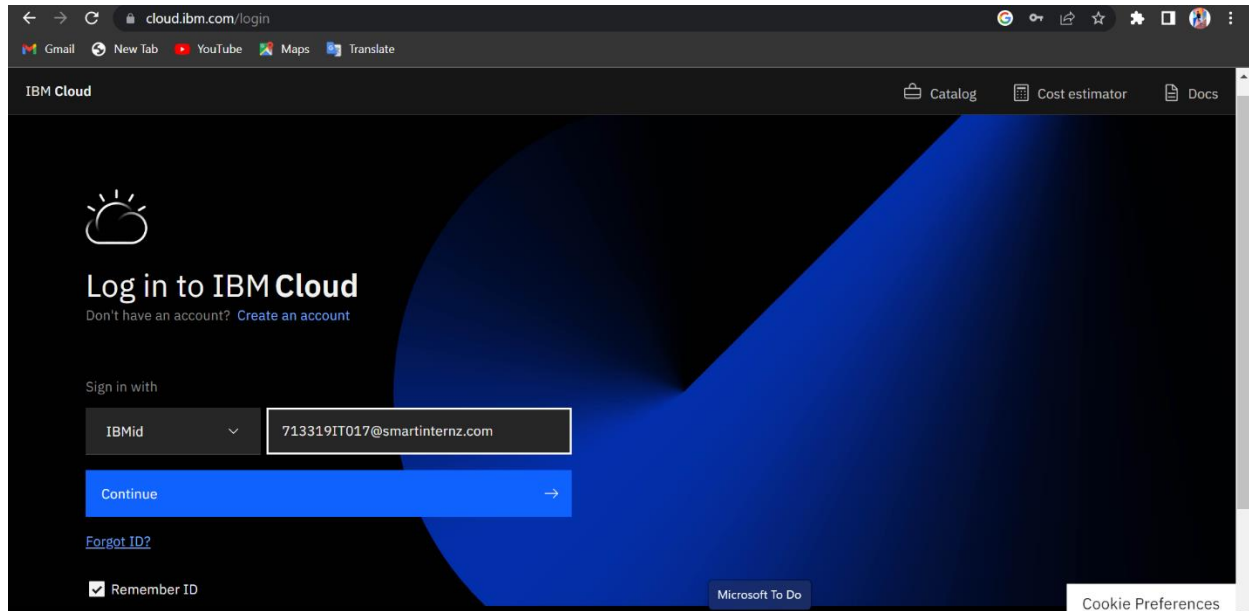 cloud.ibm.com/login
Gmail New Tab YouTube Maps Translate
IBM Cloud Catalog Cost estimator Docs
Log in to IBM Cloud
Don't have an account? Create an account
Sign in with
IBMid 713319IT017@smartinternz.com
Continue
Forgot ID?
Remember ID
Microsoft To Do
Cookie Preferences